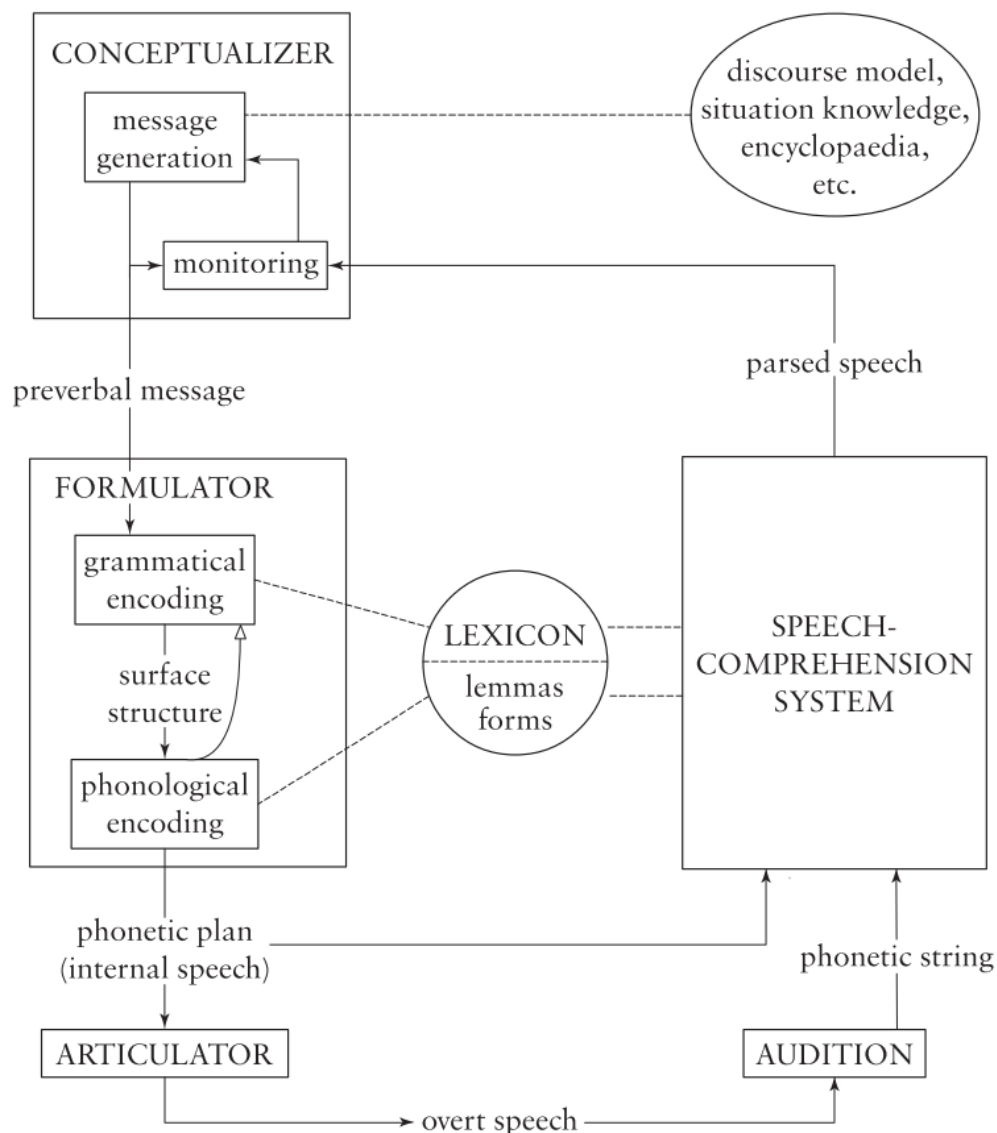 CONCEPTUALIZER
message
generation
monitoring
discourse model,
situation knowledge,
encyclopaedia,
etc.
preverbal message
parsed speech
FORMULATOR
grammatical
encoding
surface
structure
phonological
encoding
LEXICON
lemmas
forms
SPEECH-
COMPREHENSION
SYSTEM
phonetic plan
(internal speech)
phonetic string
ARTICULATOR
AUDITION
overt speech